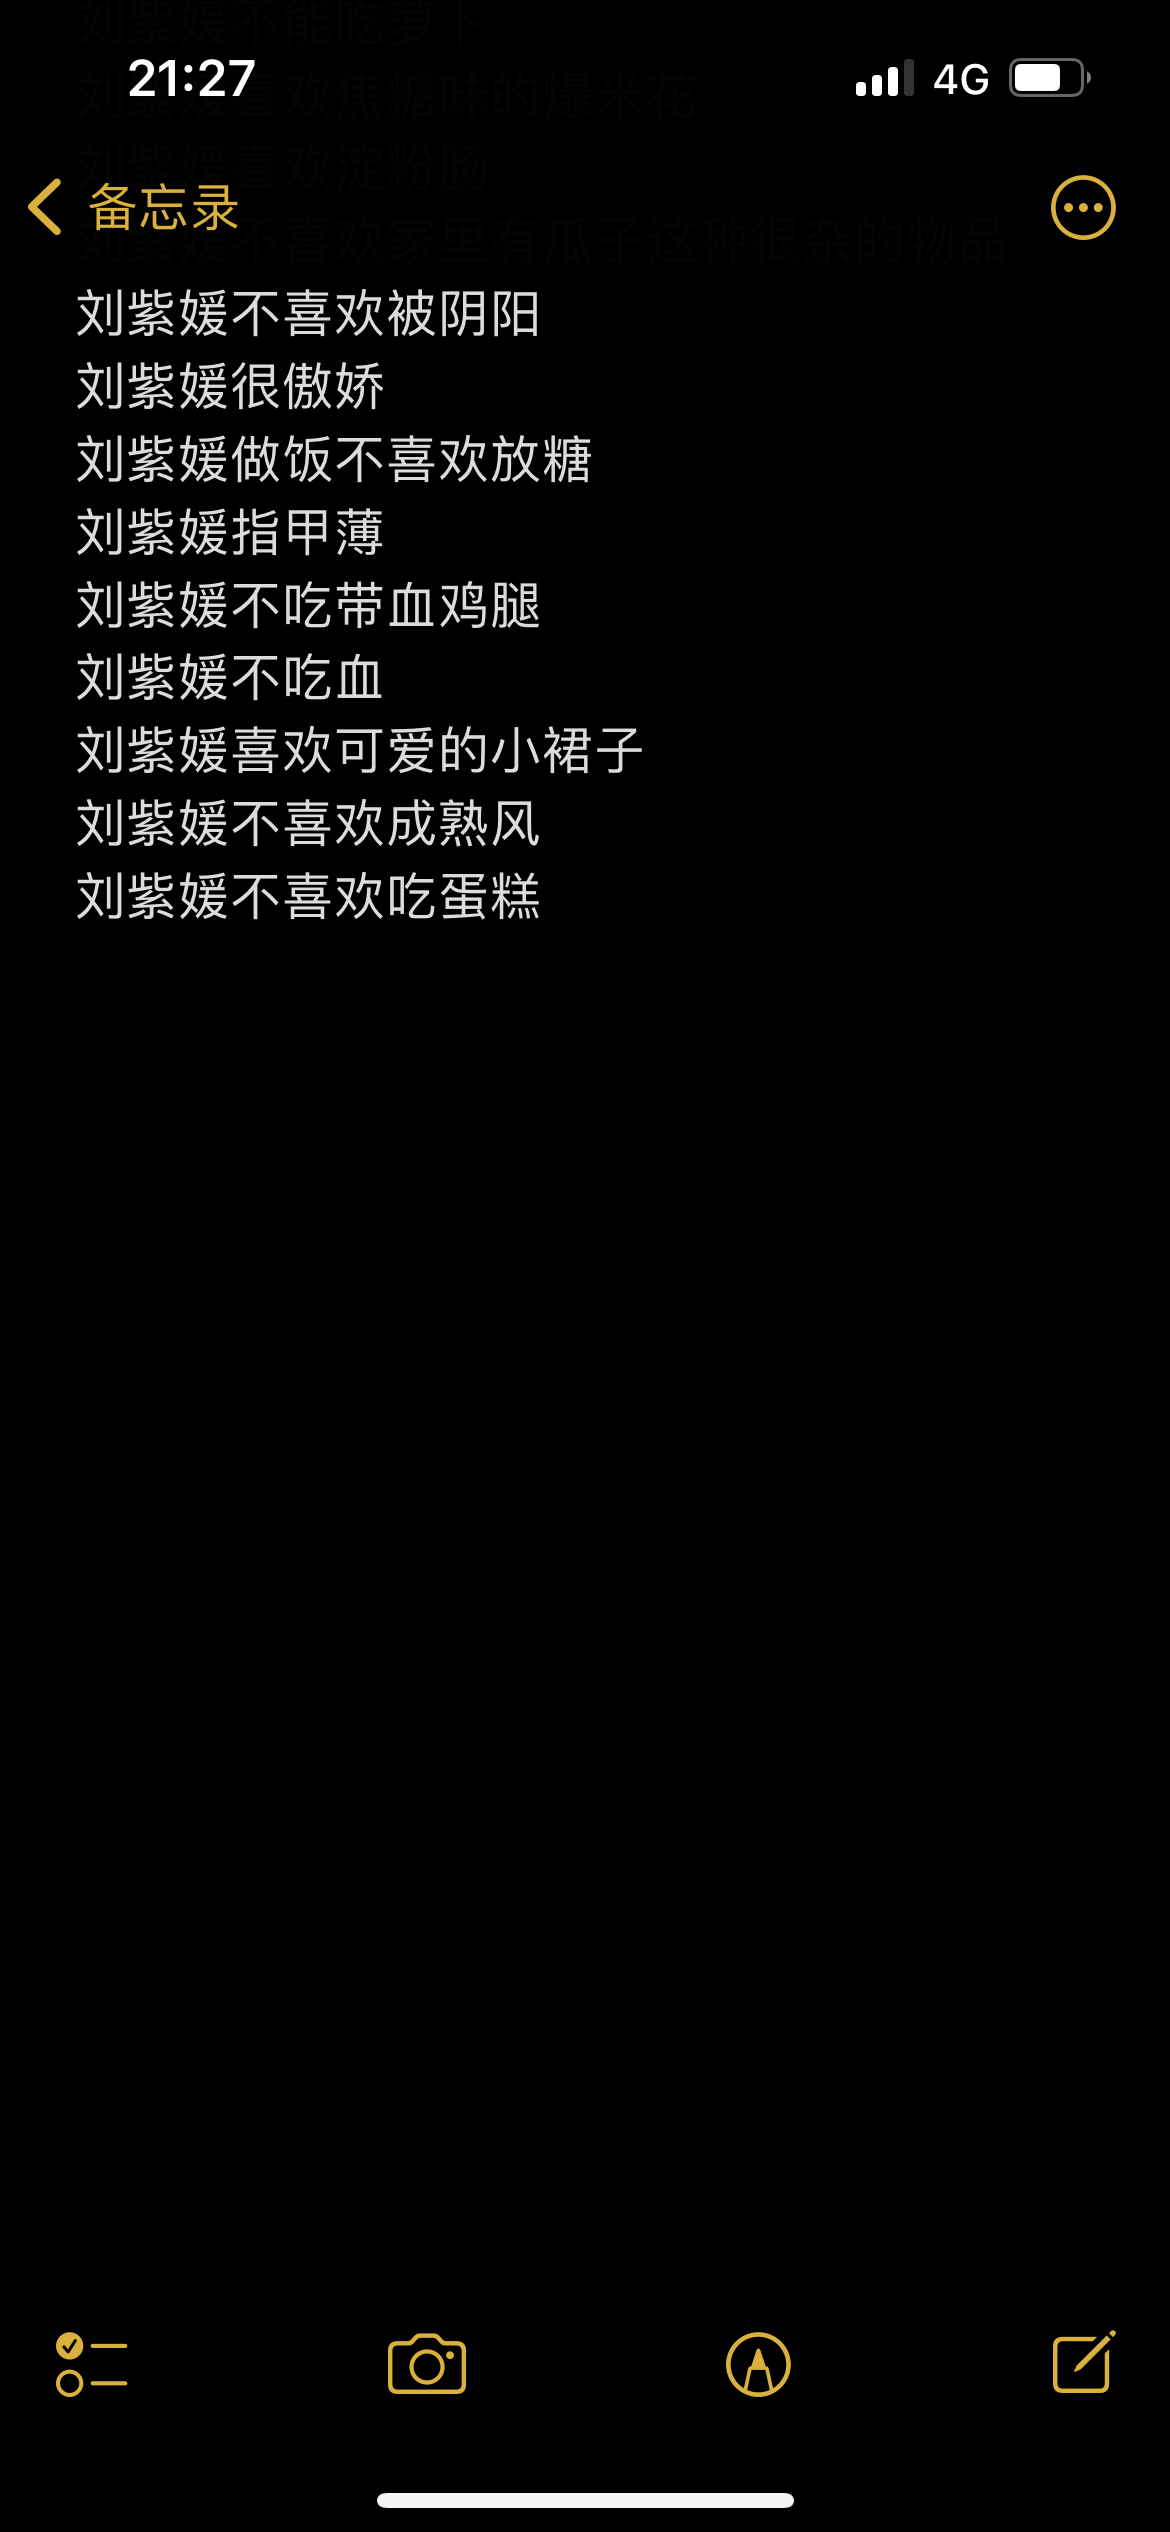 刘紫媛不能吃萝卜
21:27
4G
刘紫媛喜欢焦糖味的爆米花
刘紫媛喜欢淀粉肠
备忘录
刘紫媛不喜欢家里有瓜子这种很杂的物品
刘紫媛不喜欢被阴阳
刘紫媛很傲娇
刘紫媛做饭不喜欢放糖
刘紫媛指甲薄
刘紫媛不吃带血鸡腿
刘紫媛不吃血
刘紫媛喜欢可爱的小裙子
刘紫媛不喜欢成熟风
刘紫媛不喜欢吃蛋糕